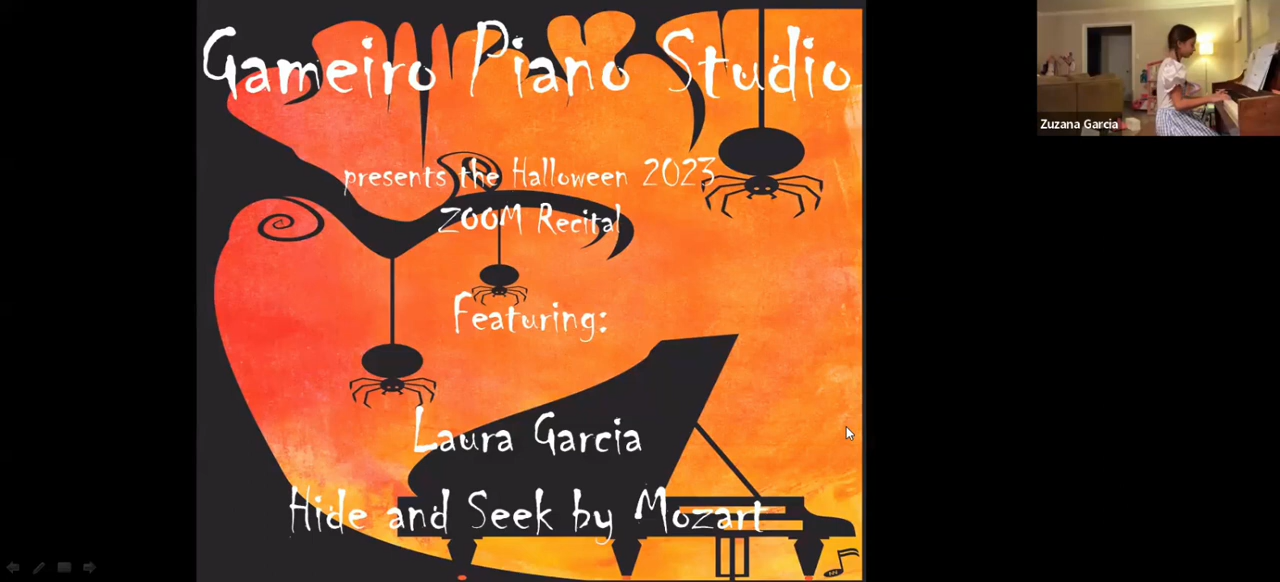 Gameiro Piano Studio
presents the Halloween 2023
ZOOM Recital
Featuring:
Laura Garcia
Hide and Seek by Mozart
Zuzana Garcia